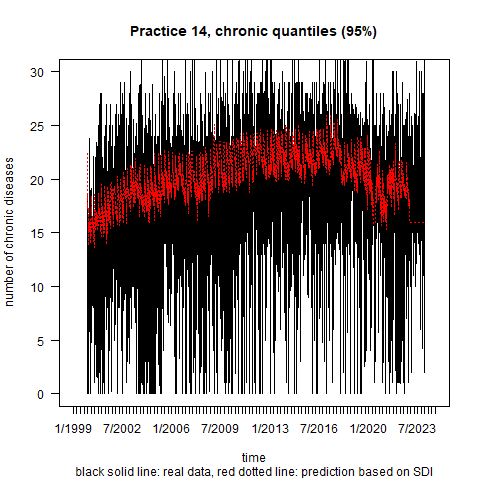 Practice 14, chronic quantiles (95%)
number of chronic diseases
30
25
20
15
10
5
0
1/1999 7/2002 1/2006 7/2009 1/2013 7/2016 1/2020 7/2023
time
black solid line: real data, red dotted line: prediction based on SDI